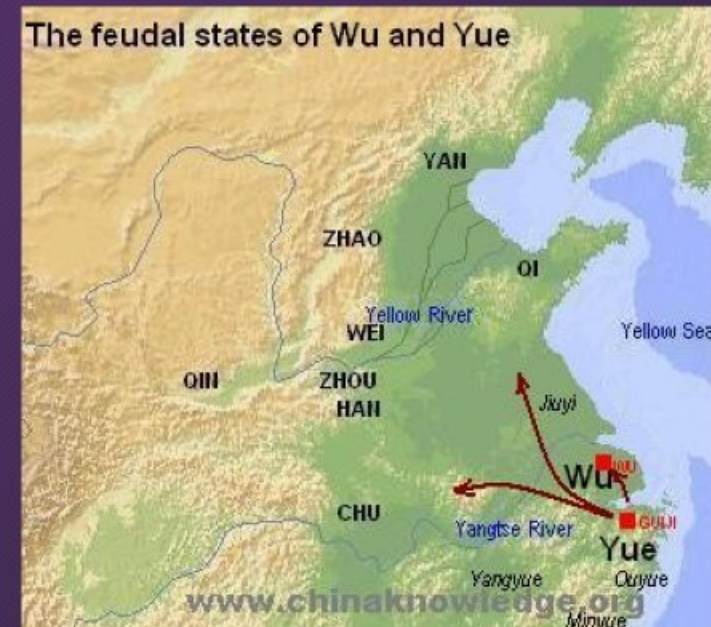 The feudal states of Wu and Yue
YAN
ZHAO
QI
Yellow River
WEI
Yellow Sea
QIN
ZHOU
Jiuyi
HAN
Wu
WU
CHU
GUIJI
Yangtse River
Yue
Yangyue
Ouyue
www.chinaknowledge.org
Minyue